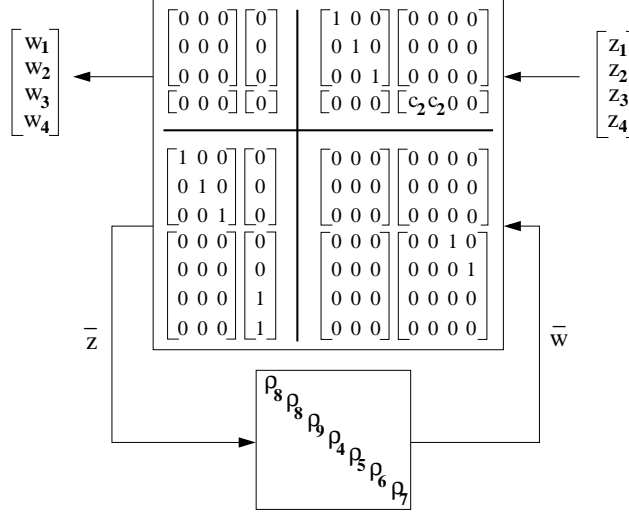 [0 0 0] [0] [1 0 0] [0 0 0 0]
[w₁] [0 0 0] [0] [0 1 0] [0 0 0 0] [z₁]
[w₂] [0 0 0] [0] [0 0 1] [0 0 0 0] [z₂]
[w₃] [0 0 0] [0] [0 0 0] [c₂ c₂ 0 0] [z₃]
[w₄] [z₄]
[1 0 0] [0] [0 0 0] [0 0 0 0]
[0 1 0] [0] [0 0 0] [0 0 0 0]
[0 0 1] [0] [0 0 0] [0 0 0 0]
[0 0 0] [0] [0 0 0] [0 0 1 0]
[0 0 0] [0] [0 0 0] [0 0 0 1]
[0 0 0] [1] [0 0 0] [0 0 0 0]
[0 0 0] [1] [0 0 0] [0 0 0 0]
z̅ w̅
ρ₈
ρ₈
ρ₉
ρ₄
ρ₅
ρ₆
ρ₇